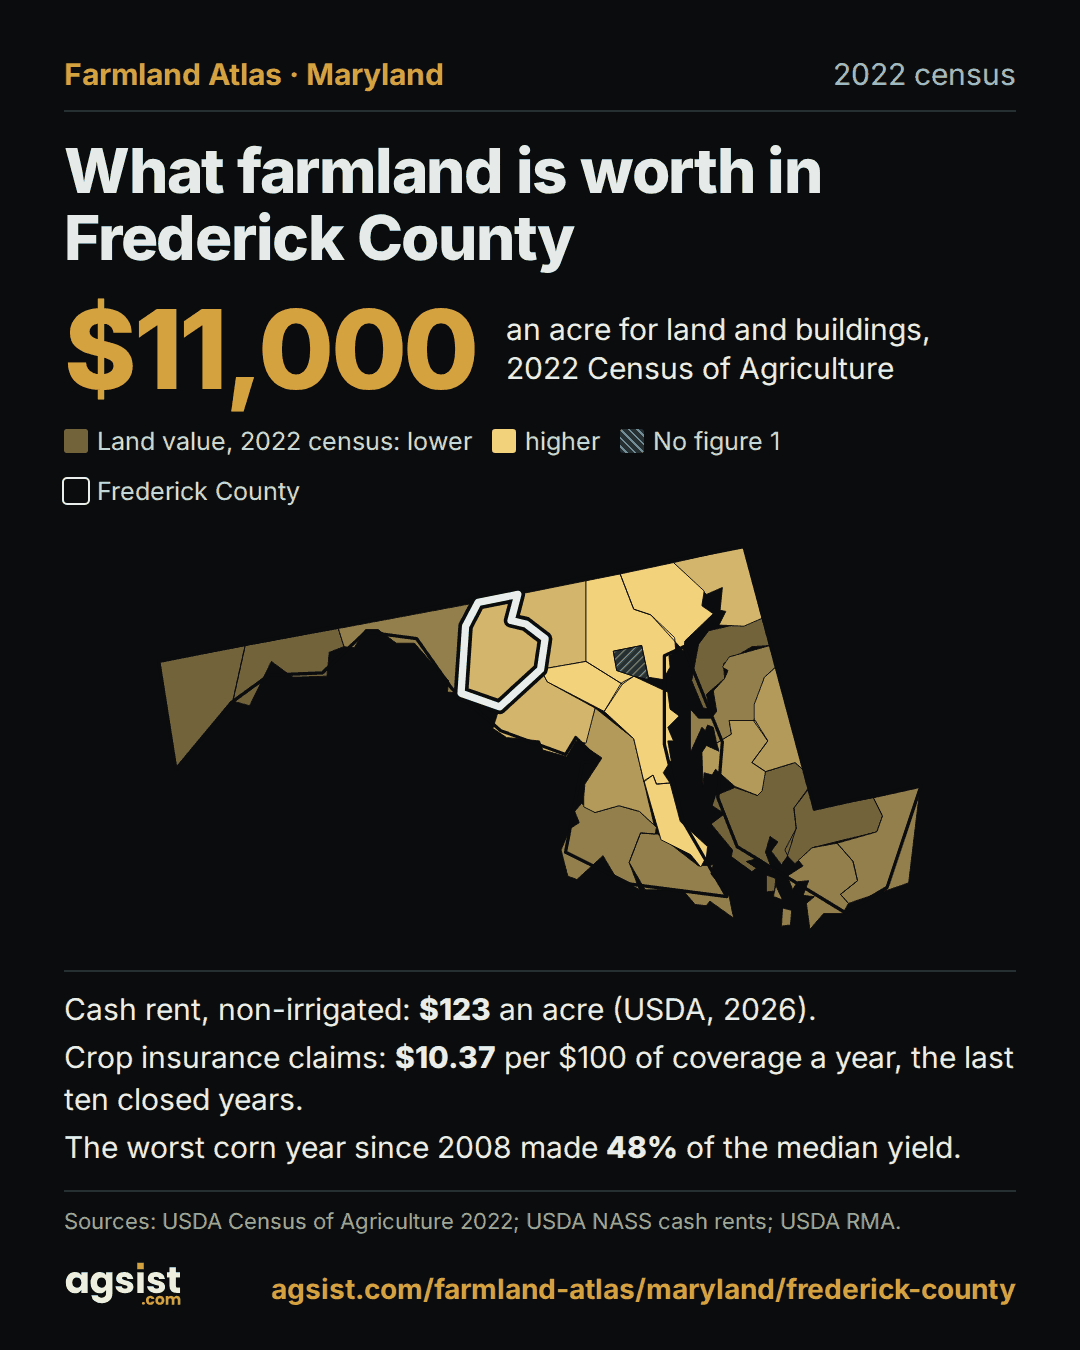 Farmland Atlas · Maryland
2022 census
What farmland is worth in
Frederick County
$11,000
an acre for land and buildings,
2022 Census of Agriculture
Land value, 2022 census: lower
higher
No figure 1
Frederick County
Cash rent, non-irrigated: $123 an acre (USDA, 2026).
Crop insurance claims: $10.37 per $100 of coverage a year, the last
ten closed years.
The worst corn year since 2008 made 48% of the median yield.
Sources: USDA Census of Agriculture 2022; USDA NASS cash rents; USDA RMA.
agsist
.com
agsist.com/farmland-atlas/maryland/frederick-county